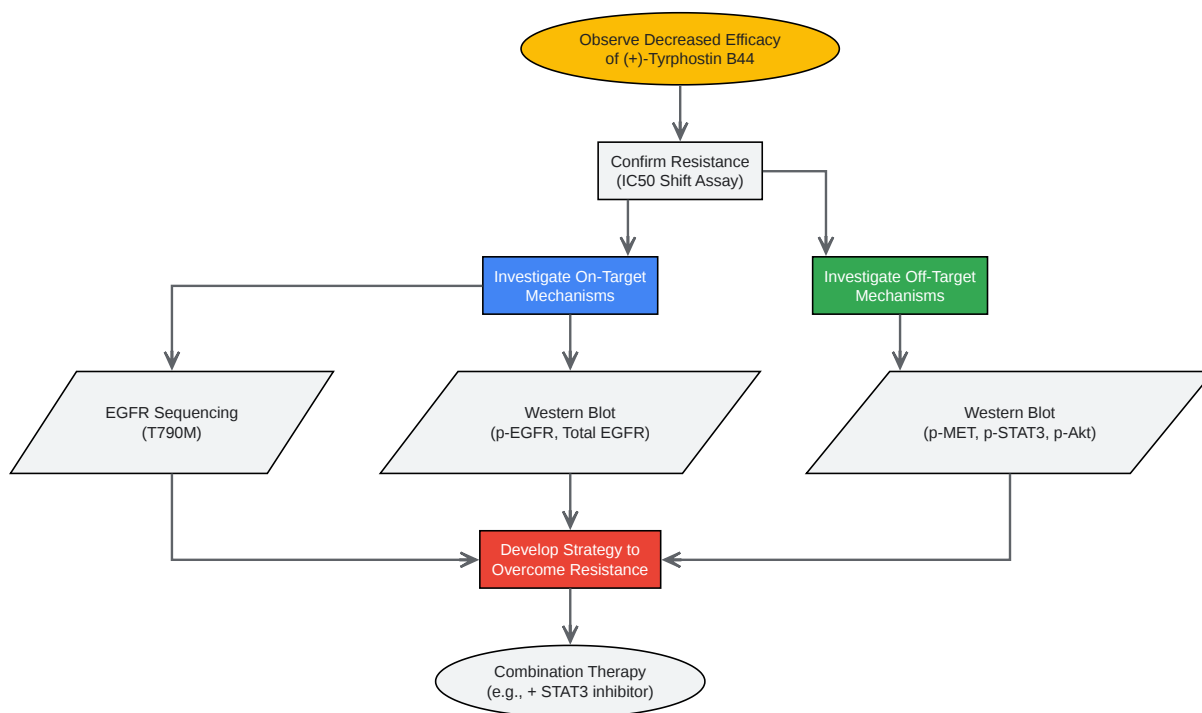 Observe Decreased Efficacy
of (+)-Tyrphostin B44
Confirm Resistance
(IC50 Shift Assay)
Investigate On-Target
Mechanisms
Investigate Off-Target
Mechanisms
EGFR Sequencing
(T790M)
Western Blot
(p-EGFR, Total EGFR)
Western Blot
(p-MET, p-STAT3, p-Akt)
Develop Strategy to
Overcome Resistance
Combination Therapy
(e.g., + STAT3 inhibitor)